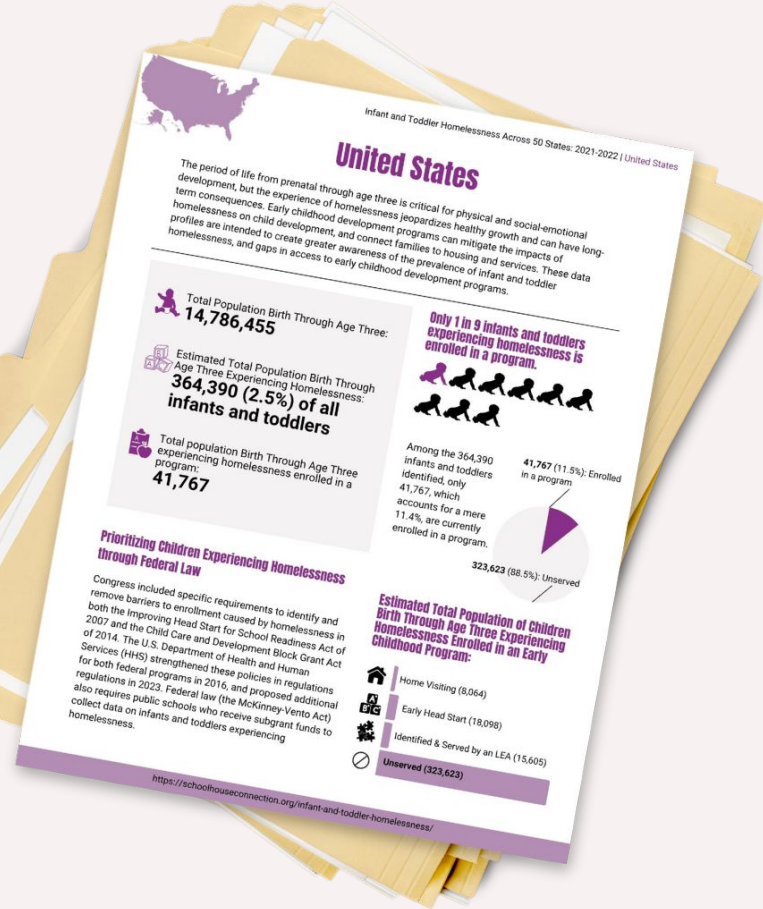 Infant and Toddler Homelessness Across 50 States: 2021-2022 | United States
United States
The period of life from prenatal through age three is critical for physical and social-emotional
development, but the experience of homelessness jeopardizes healthy growth and can have long-
term consequences. Early childhood development programs can mitigate the impacts of
homelessness on child development, and connect families to housing and services. These data
profiles are intended to create greater awareness of the prevalence of infant and toddler
homelessness, and gaps in access to early childhood development programs.
Total Population Birth Through Age Three:
14,786,455
Estimated Total Population Birth Through
Age Three Experiencing Homelessness:
364,390 (2.5%) of all
infants and toddlers
Total population Birth Through Age Three
experiencing homelessness enrolled in a
program:
41,767
Only 1 in 9 infants and toddlers
experiencing homelessness is
enrolled in a program.
Among the 364,390
infants and toddlers
identified, only
41,767, which
accounts for a mere
11.4%, are currently
enrolled in a program.
41,767 (11.5%): Enrolled
in a program
323,623 (88.5%): Unserved
Prioritizing Children Experiencing Homelessness
through Federal Law
Congress included specific requirements to identify and
remove barriers to enrollment caused by homelessness in
both the Improving Head Start for School Readiness Act of
2007 and the Child Care and Development Block Grant Act
of 2014. The U.S. Department of Health and Human
Services (HHS) strengthened these policies in regulations
for both federal programs in 2016, and proposed additional
regulations in 2023. Federal law (the McKinney-Vento Act)
also requires public schools who receive subgrant funds to
collect data on infants and toddlers experiencing
homelessness.
Estimated Total Population of Children
Birth Through Age Three Experiencing
Homelessness Enrolled in an Early
Childhood Program:
Home Visiting (8,064)
A
B C
Early Head Start (18,098)
Identified & Served by an LEA (15,605)
Unserved (323,623)
https://schoolhouseconnection.org/infant-and-toddler-homelessness/